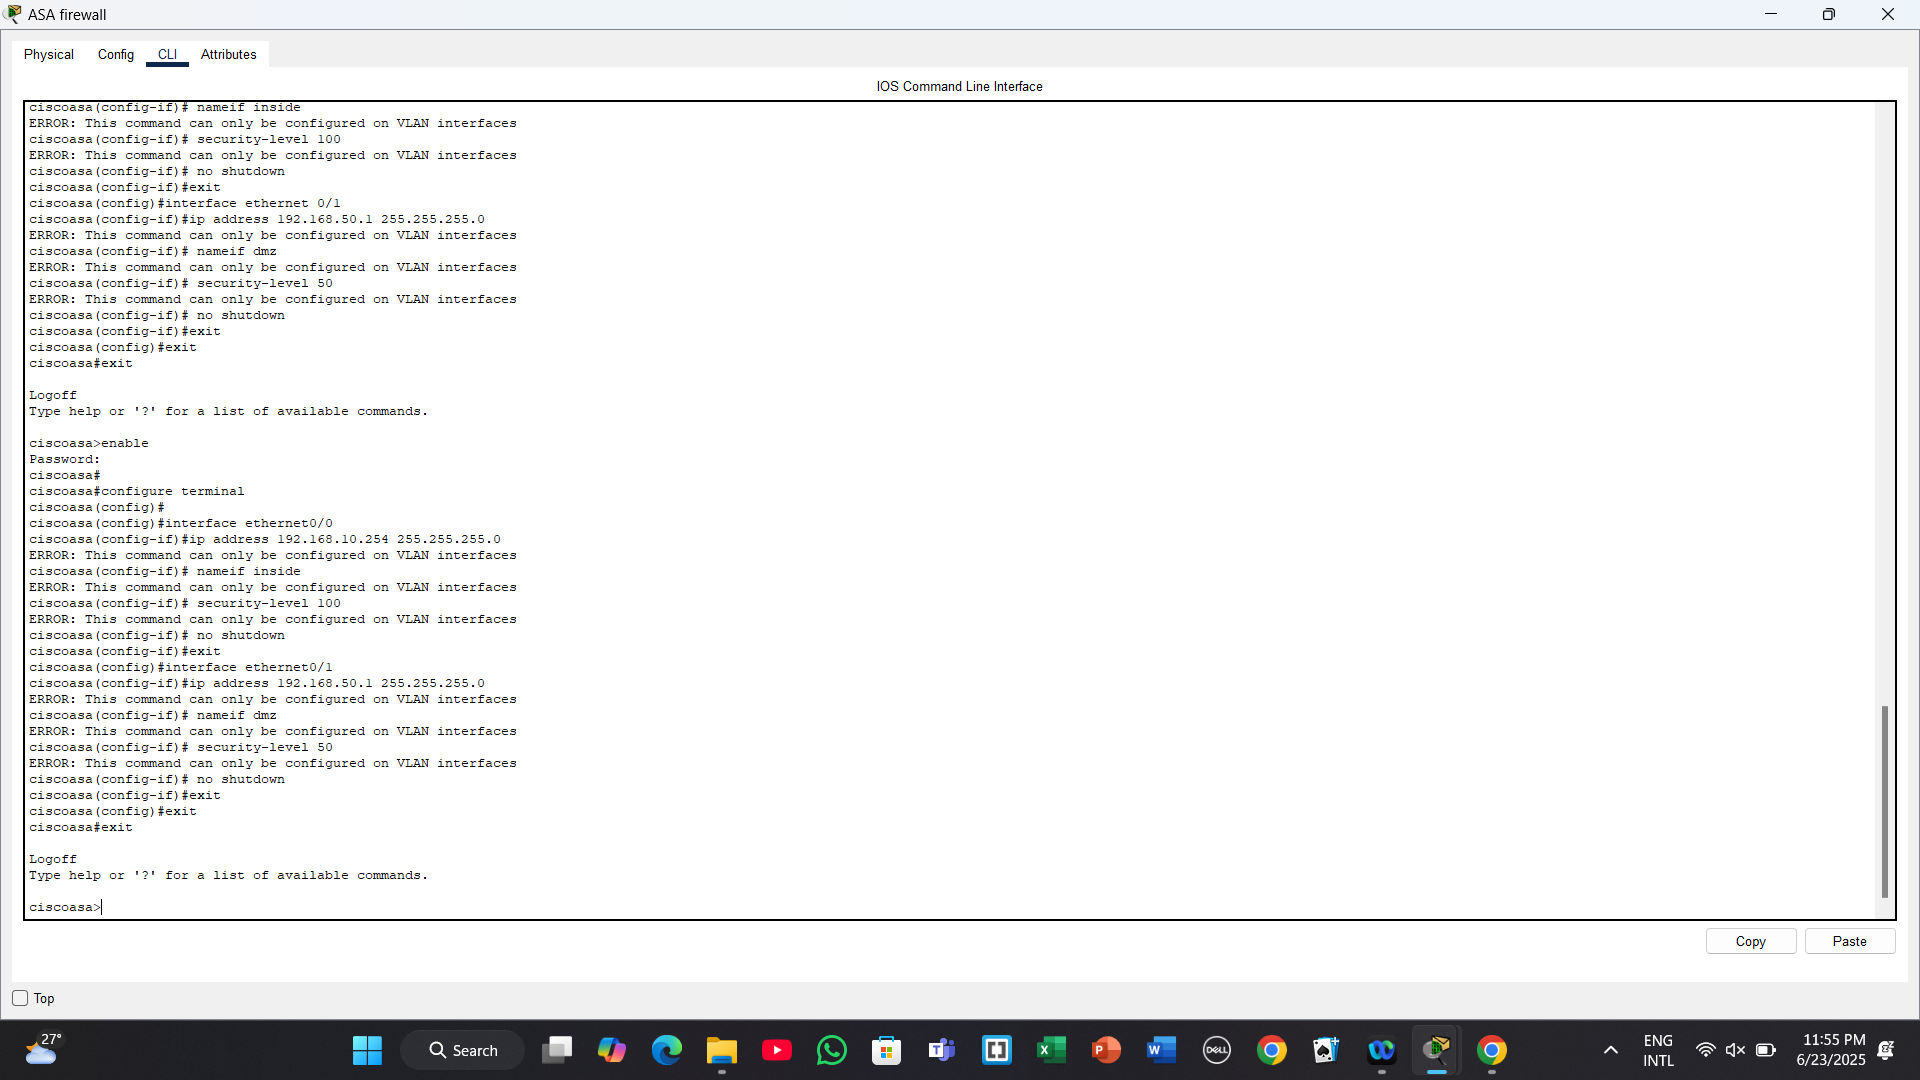 ASA firewall
Physical Config CLI Attributes
IOS Command Line Interface
ciscoasa(config-if)# nameif inside
ERROR: This command can only be configured on VLAN interfaces
ciscoasa(config-if)# security-level 100
ERROR: This command can only be configured on VLAN interfaces
ciscoasa(config-if)# no shutdown
ciscoasa(config-if)#exit
ciscoasa(config)#interface ethernet 0/1
ciscoasa(config-if)#ip address 192.168.50.1 255.255.255.0
ERROR: This command can only be configured on VLAN interfaces
ciscoasa(config-if)# nameif dmz
ERROR: This command can only be configured on VLAN interfaces
ciscoasa(config-if)# security-level 50
ERROR: This command can only be configured on VLAN interfaces
ciscoasa(config-if)# no shutdown
ciscoasa(config-if)#exit
ciscoasa(config)#exit
ciscoasa#exit
Logoff
Type help or '?' for a list of available commands.
ciscoasa>enable
Password:
ciscoasa#
ciscoasa#configure terminal
ciscoasa(config)#
ciscoasa(config)#interface ethernet0/0
ciscoasa(config-if)#ip address 192.168.10.254 255.255.255.0
ERROR: This command can only be configured on VLAN interfaces
ciscoasa(config-if)# nameif inside
ERROR: This command can only be configured on VLAN interfaces
ciscoasa(config-if)# security-level 100
ERROR: This command can only be configured on VLAN interfaces
ciscoasa(config-if)# no shutdown
ciscoasa(config-if)#exit
ciscoasa(config)#interface ethernet0/1
ciscoasa(config-if)#ip address 192.168.50.1 255.255.255.0
ERROR: This command can only be configured on VLAN interfaces
ciscoasa(config-if)# nameif dmz
ERROR: This command can only be configured on VLAN interfaces
ciscoasa(config-if)# security-level 50
ERROR: This command can only be configured on VLAN interfaces
ciscoasa(config-if)# no shutdown
ciscoasa(config-if)#exit
ciscoasa(config)#exit
ciscoasa#exit
Logoff
Type help or '?' for a list of available commands.
ciscoasa>
Copy Paste
Top
27°
Search
DELL
ENG
INTL
11:55 PM
6/23/2025